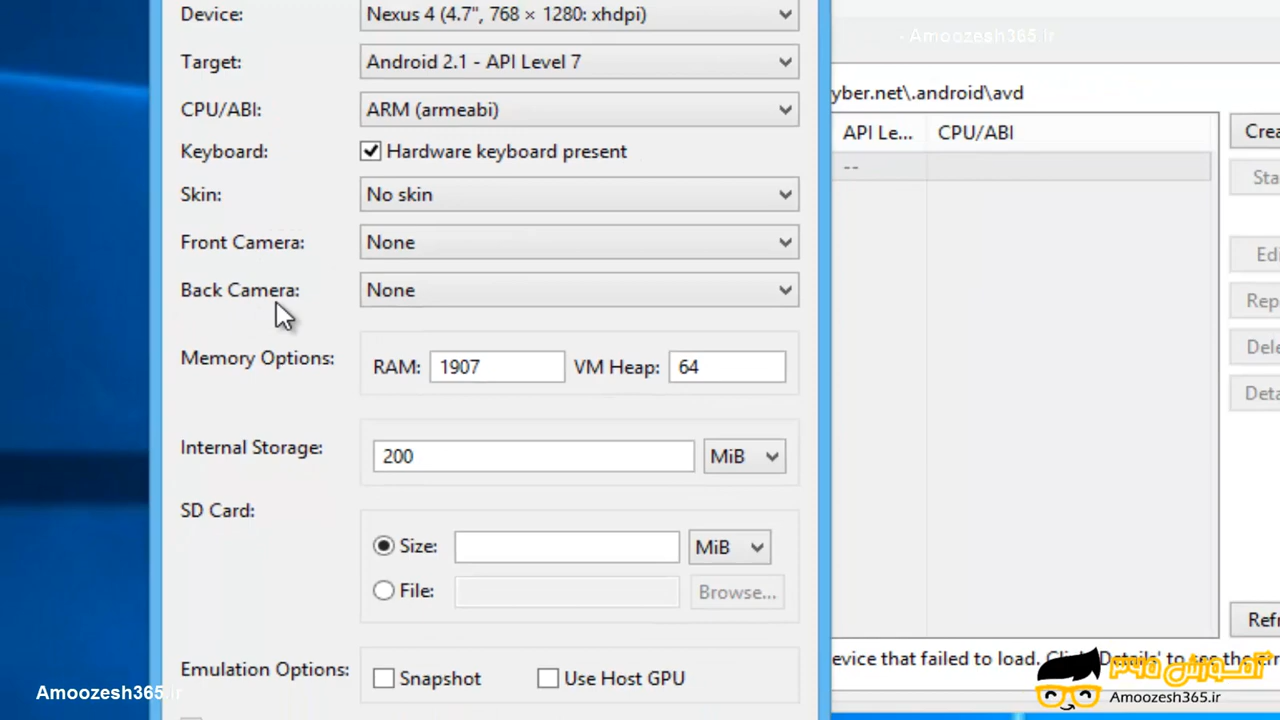 Device: Nexus 4 (4.7", 768 × 1280: xhdpi)
- Amoozesh365.ir
Target: Android 2.1 - API Level 7
yber.net\.android\avd
CPU/ABI: ARM (armeabi)
API Le... CPU/ABI Crea
Keyboard: Hardware keyboard present
--
Sta
Skin: No skin
Front Camera: None
Edi
Back Camera: None
Rep
Memory Options: RAM: 1907 VM Heap: 64
Dele
Deta
Internal Storage: 200 MiB
SD Card:
Size: MiB
File: Browse...
Refr
evice that failed to load. Click 'Details' to see the err
Emulation Options: Snapshot Use Host GPU
آموزش ۳۶۵
Amoozesh365.ir
Amoozesh365.ir